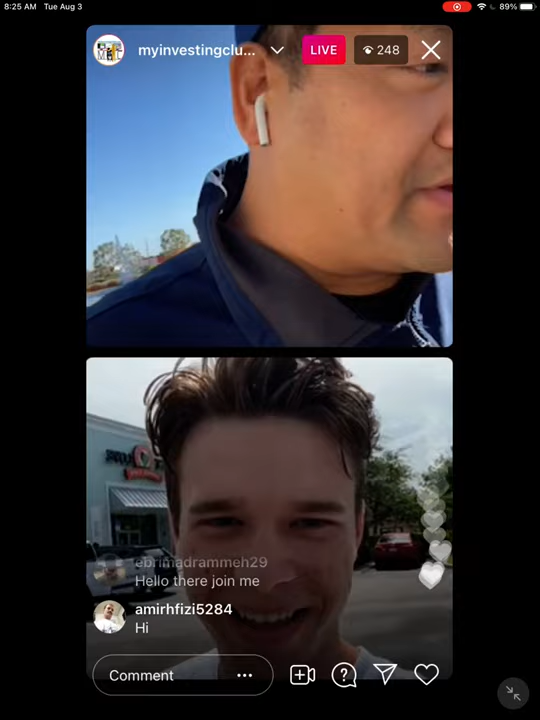 8:25 AM Tue Aug 3
89%
myinvestingclu...
LIVE
248
ebrimadrammeh29
Hello there join me
amirhfizi5284
Hi
Comment